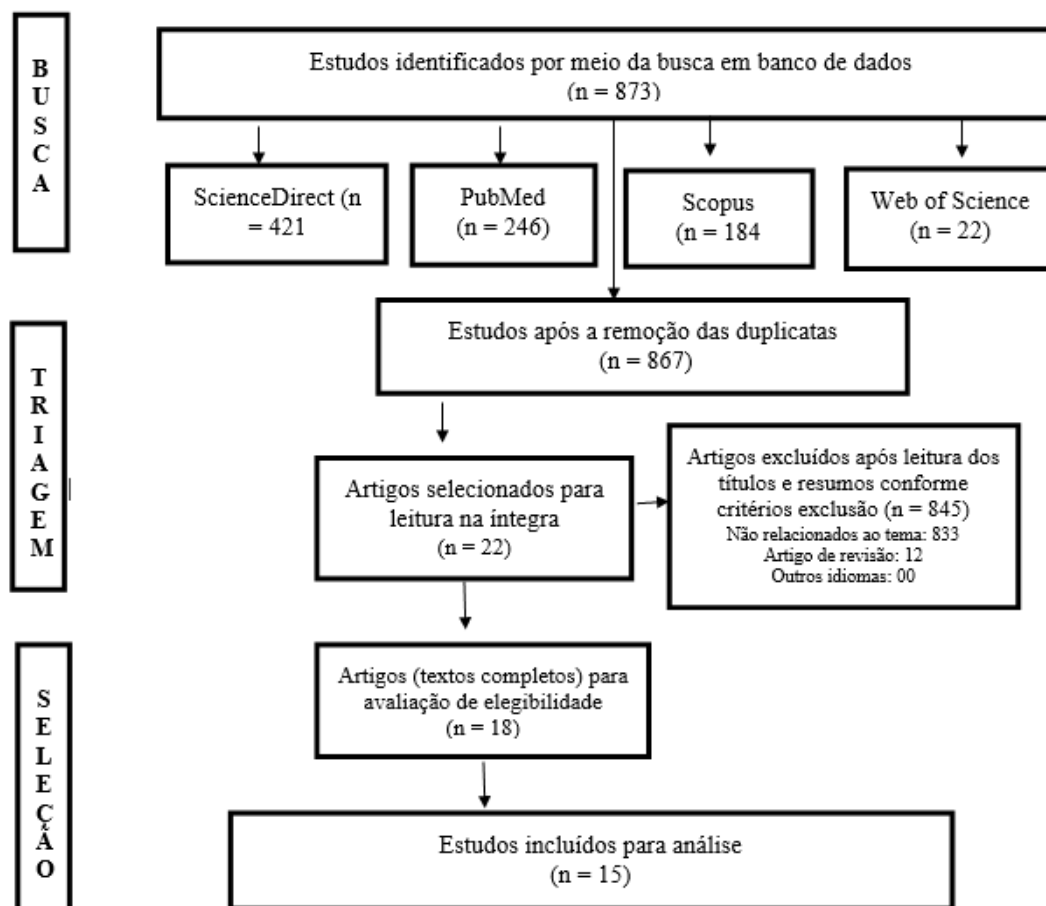 BUSCA
Estudos identificados por meio da busca em banco de dados
(n = 873)
ScienceDirect (n
= 421
PubMed
(n = 246)
Scopus
(n = 184
Web of Science
(n = 22)
TRIAGEM
Estudos após a remoção das duplicatas
(n = 867)
Artigos selecionados para
leitura na íntegra
(n = 22)
Artigos excluídos após leitura dos
títulos e resumos conforme
critérios exclusão (n = 845)
Não relacionados ao tema: 833
Artigo de revisão: 12
Outros idiomas: 00
SELEÇÃO
Artigos (textos completos) para
avaliação de elegibilidade
(n = 18)
Estudos incluídos para análise
(n = 15)